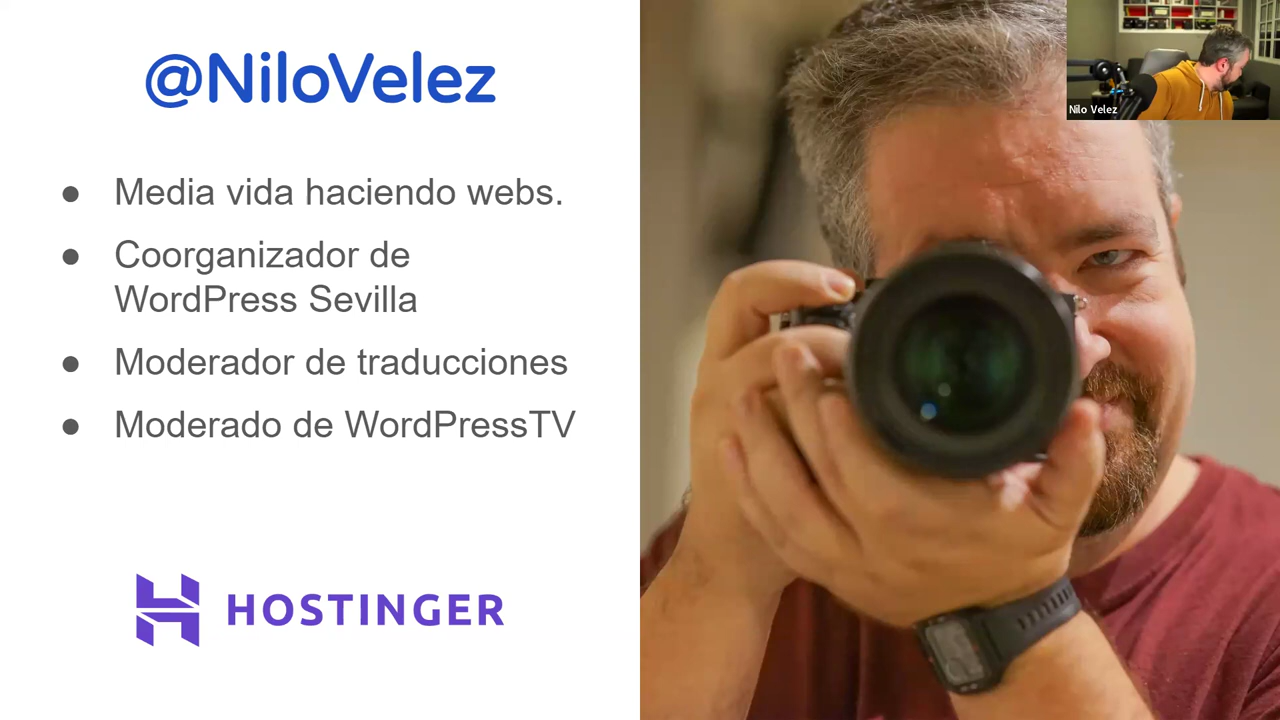 @NiloVelez
● Media vida haciendo webs.
● Coorganizador de
WordPress Sevilla
● Moderador de traducciones
● Moderado de WordPressTV
HOSTINGER
Nilo Velez